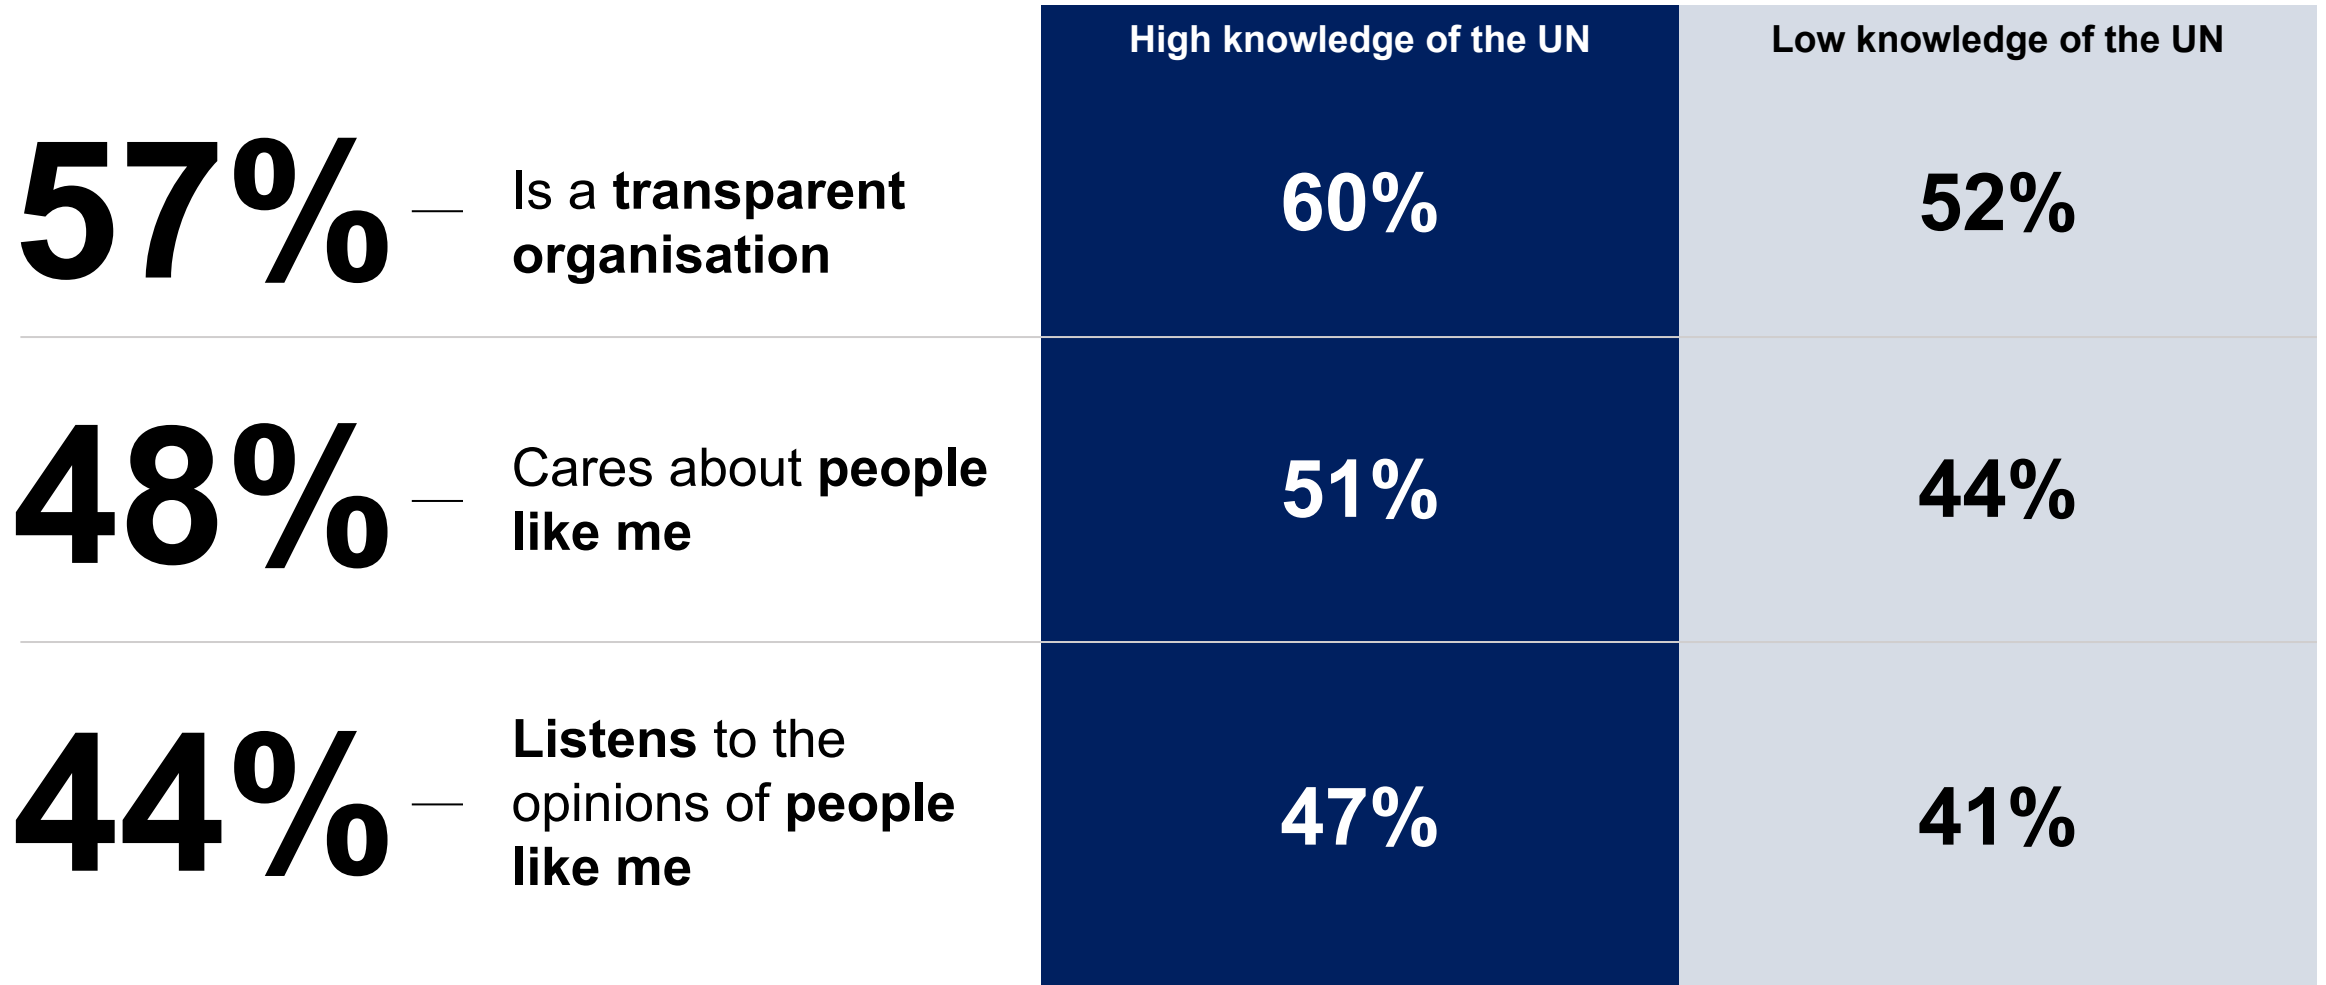 High knowledge of the UN
Low knowledge of the UN
57%
Is a transparent
organisation
60%
52%
48%
Cares about people
like me
51%
44%
44%
Listens to the
opinions of people
like me
47%
41%